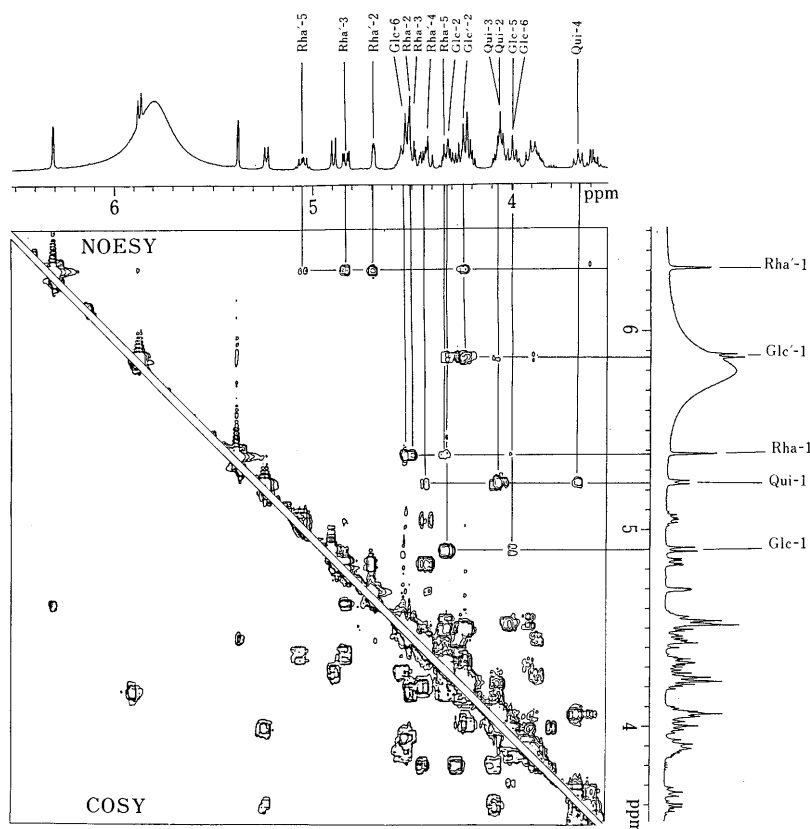 Rha'-5
Rha'-3
Rha'-2
Glc-6
Rha-2
Rha-3
Rha'-4
Rha-5
Glc-2
Glc'-2
Qui-3
Qui-2
Glc-5
Glc-6
Qui-4
6
5
4
ppm
NOESY
COSY
Rha'-1
Glc'-1
Rha-1
Qui-1
Glc-1
6
5
4
ppm